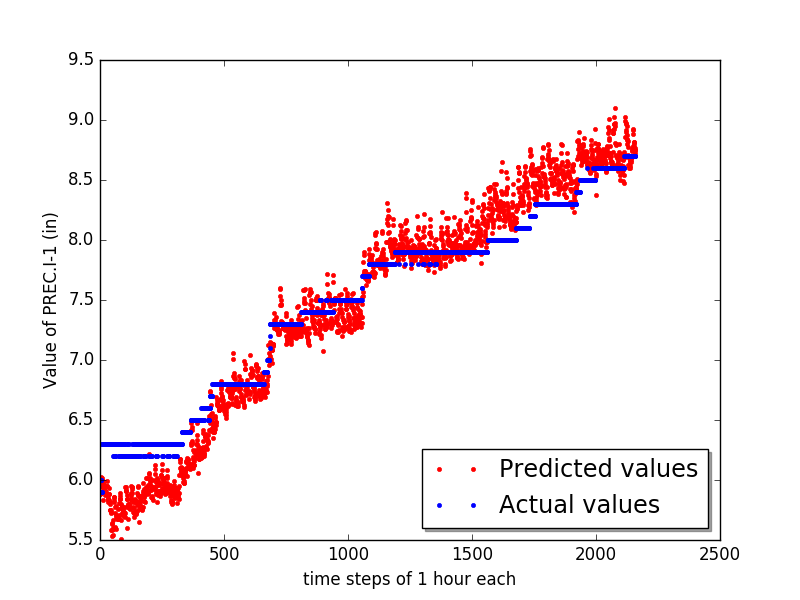 9.5
9.0
8.5
8.0
7.5
7.0
6.5
6.0
5.5
Value of PREC.I-1 (in)
Predicted values
Actual values
0 500 1000 1500 2000 2500
time steps of 1 hour each